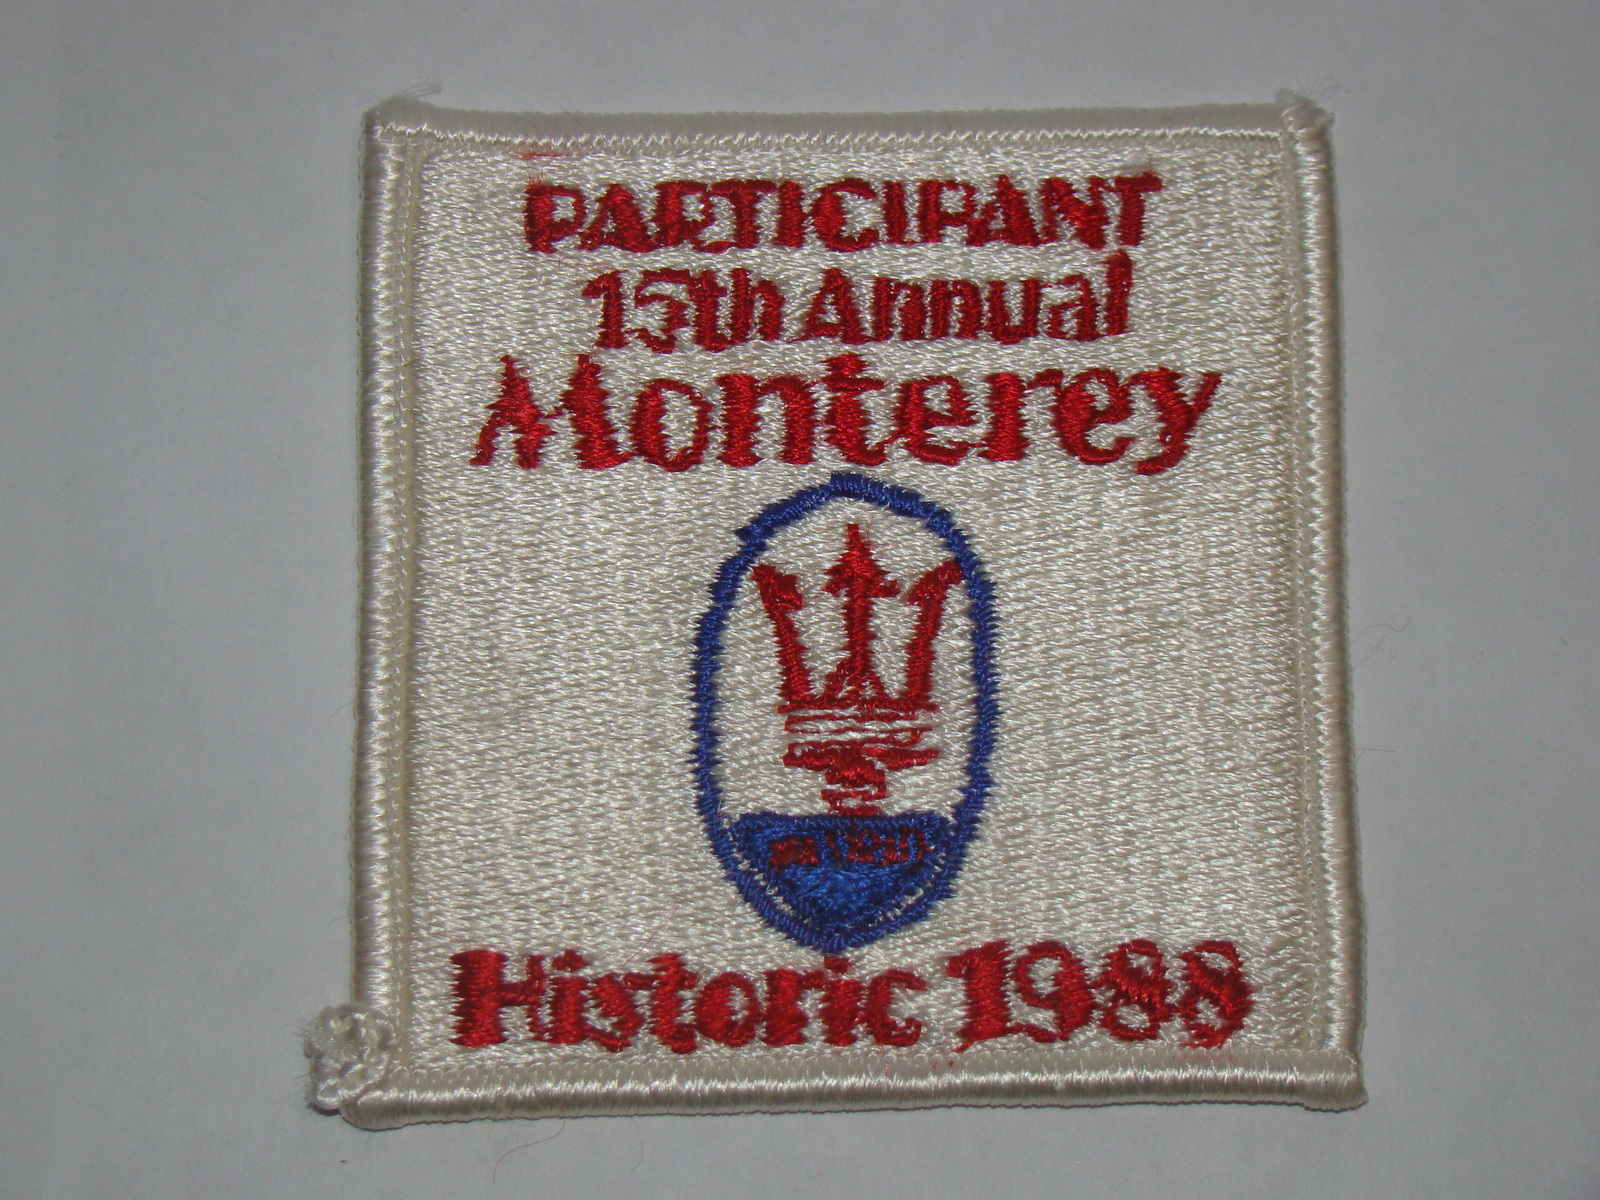 PARTICIPANT
15th Annual
Monterey
Historic 1988